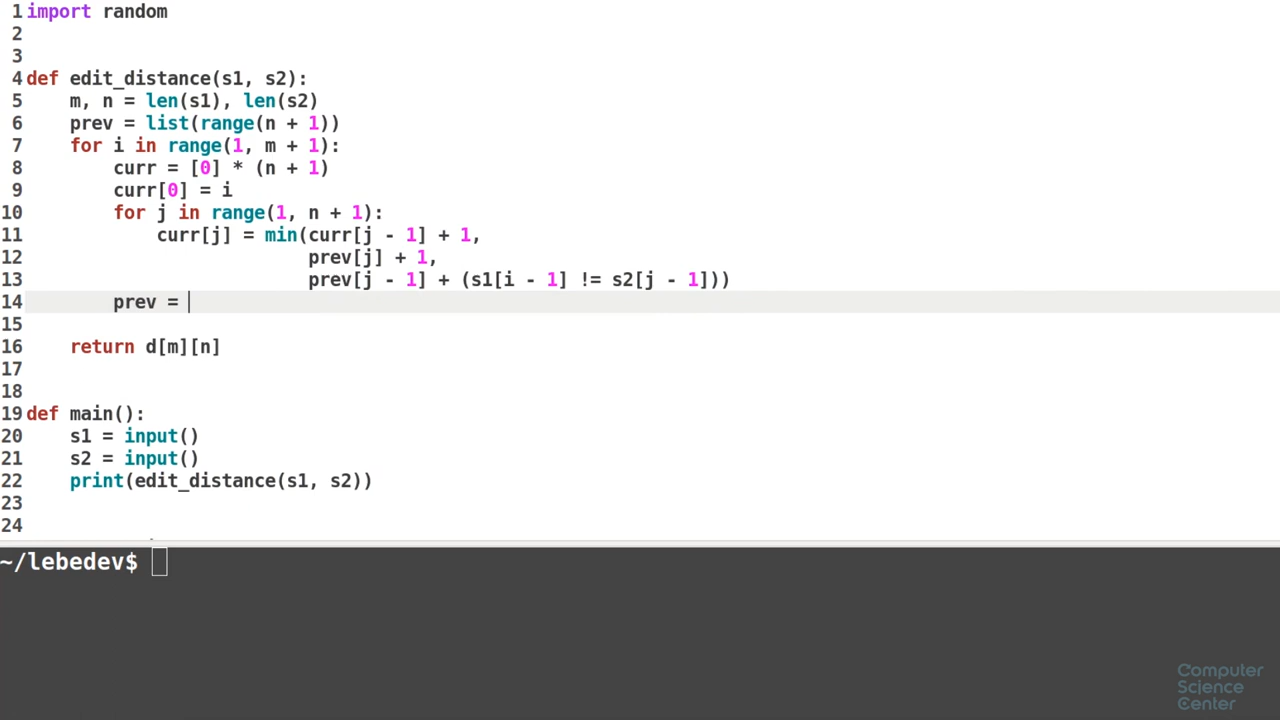 1 import random
2
3
4 def edit_distance(s1, s2):
5     m, n = len(s1), len(s2)
6     prev = list(range(n + 1))
7     for i in range(1, m + 1):
8         curr = [0] * (n + 1)
9         curr[0] = i
10         for j in range(1, n + 1):
11             curr[j] = min(curr[j - 1] + 1,
12                           prev[j] + 1,
13                           prev[j - 1] + (s1[i - 1] != s2[j - 1]))
14         prev =
15
16     return d[m][n]
17
18
19 def main():
20     s1 = input()
21     s2 = input()
22     print(edit_distance(s1, s2))
23
24
~/lebedev$
Computer
Science
Center